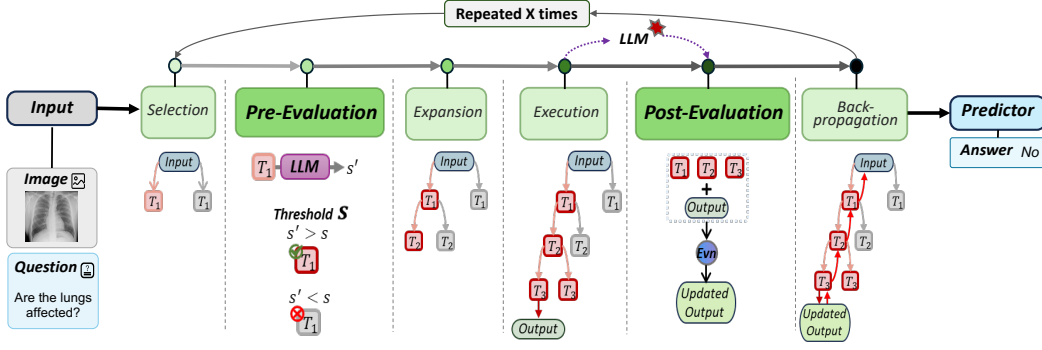 Repeated X times
LLM
Input
Selection
Pre-Evaluation
Expansion
Execution
Post-Evaluation
Back-
propagation
Predictor
Answer No
Image
Question
Are the lungs
affected?
Input
T₁ T₁
T₁ LLM s'
Threshold S
s' > s
T₁
s' < s
T₁
Input
T₁ T₁
T₂ T₂
Input
T₁ T₁
T₂ T₂
T₃ T₃
Output
T₁ T₂ T₃
+
Output
Evn
Updated
Output
Input
T₁ T₁
T₂ T₂
T₃ T₃
Updated
Output